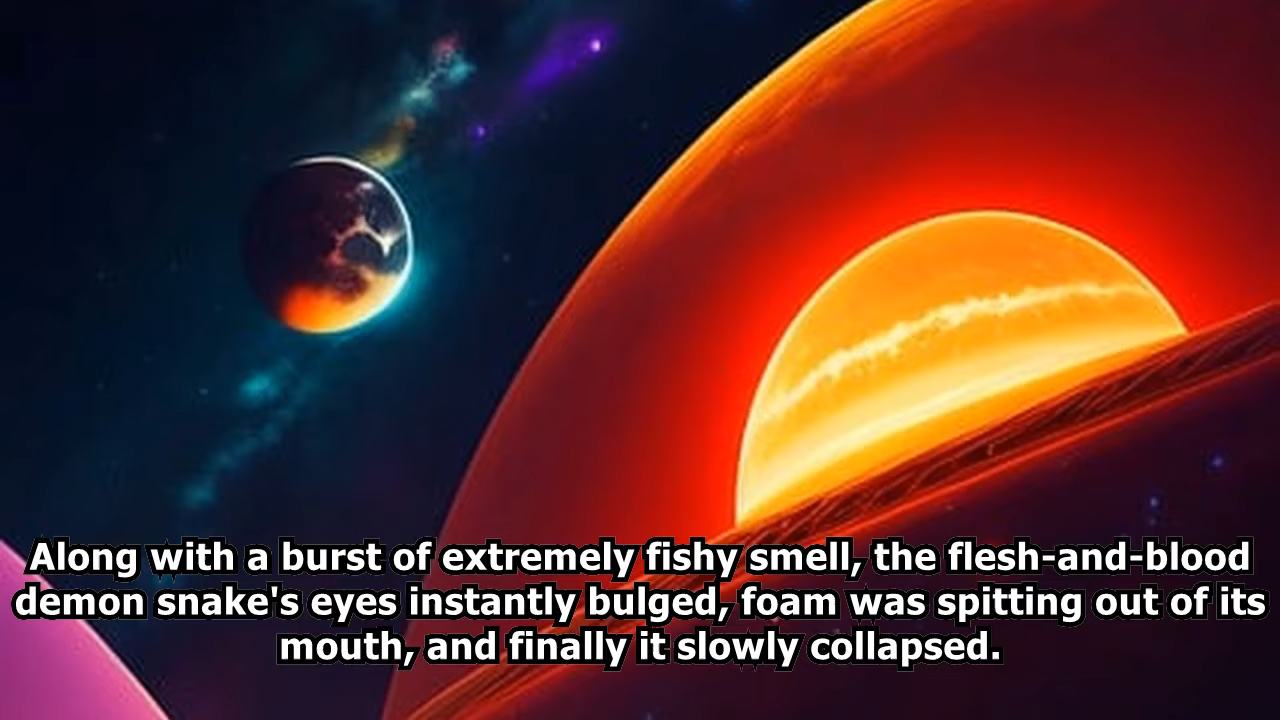 Along with a burst of extremely fishy smell, the flesh-and-blood
demon snake's eyes instantly bulged, foam was spitting out of its
mouth, and finally it slowly collapsed.